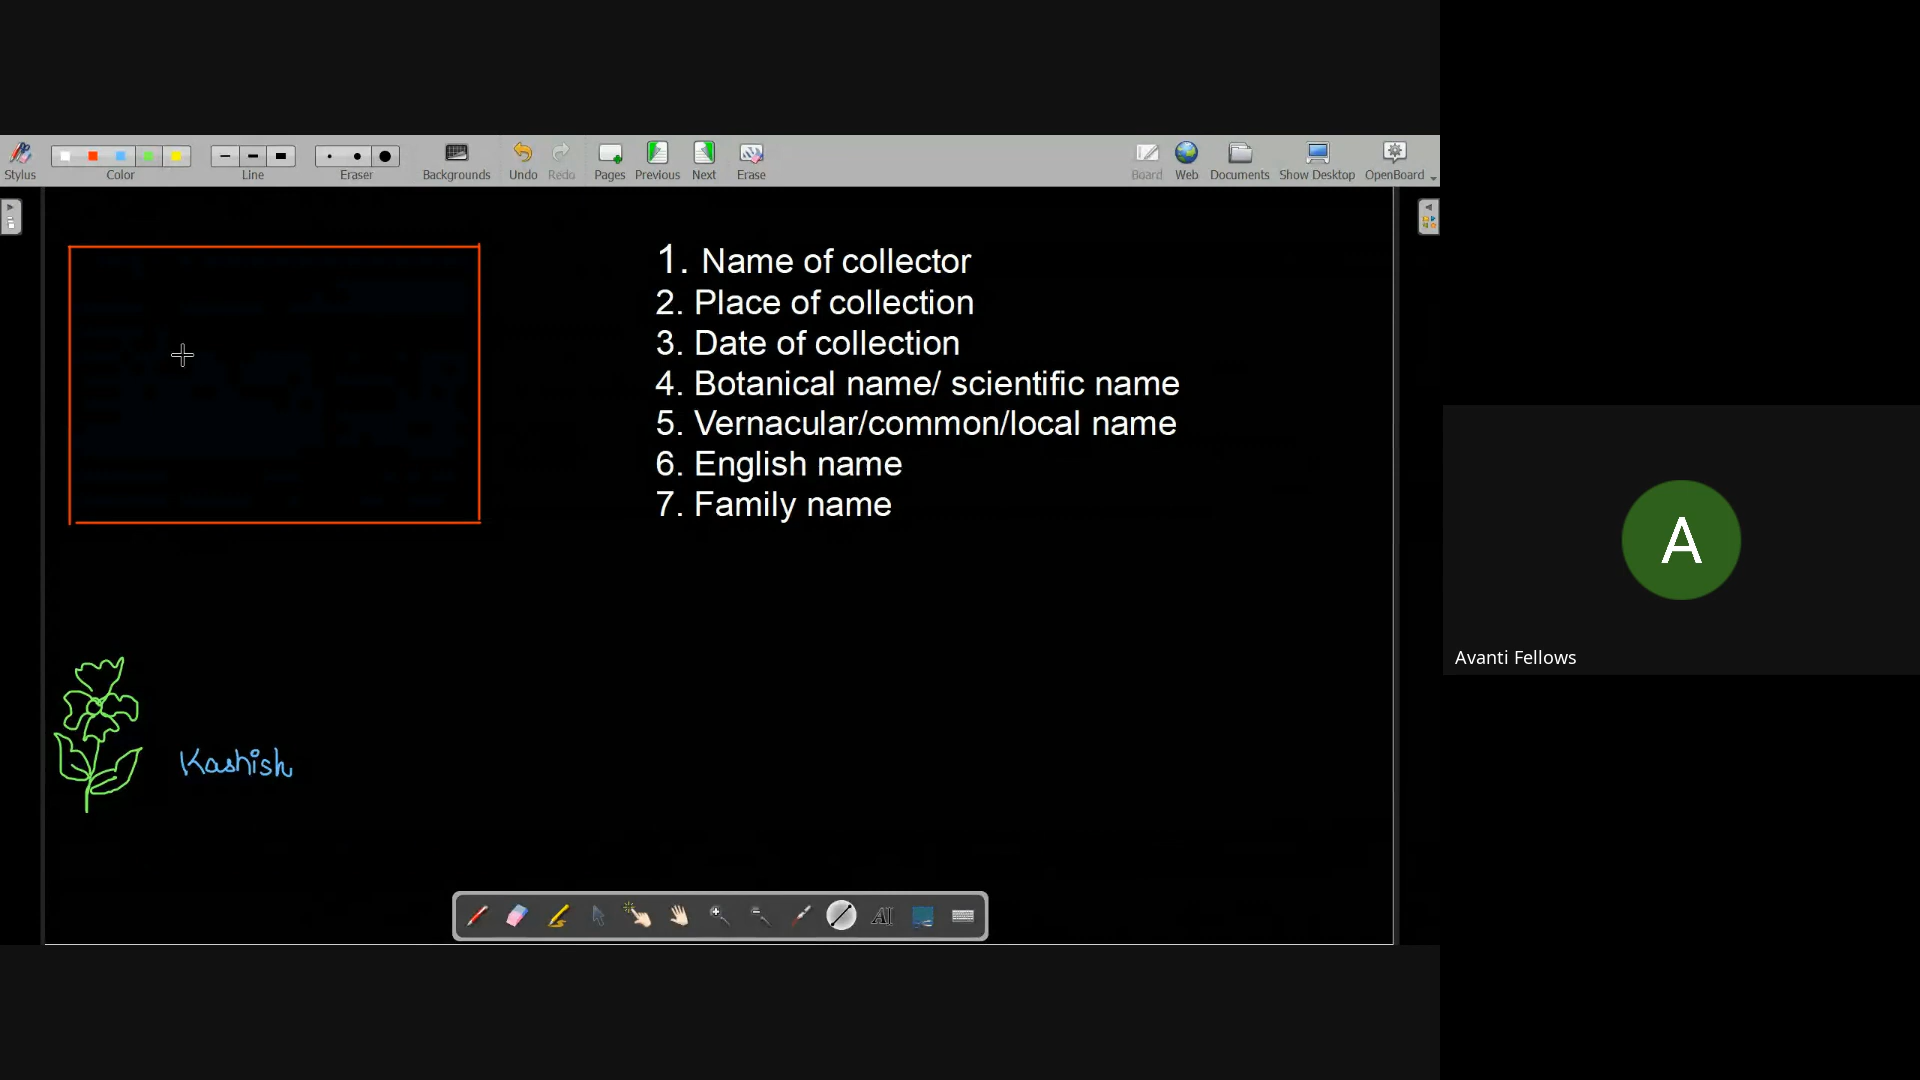 Stylus Color Line Eraser Backgrounds Undo Redo Pages Previous Next Erase Board Web Documents Show Desktop OpenBoard
1. Name of collector
2. Place of collection
3. Date of collection
4. Botanical name/ scientific name
5. Vernacular/common/local name
6. English name
7. Family name
A
Avanti Fellows
Kashish
AI